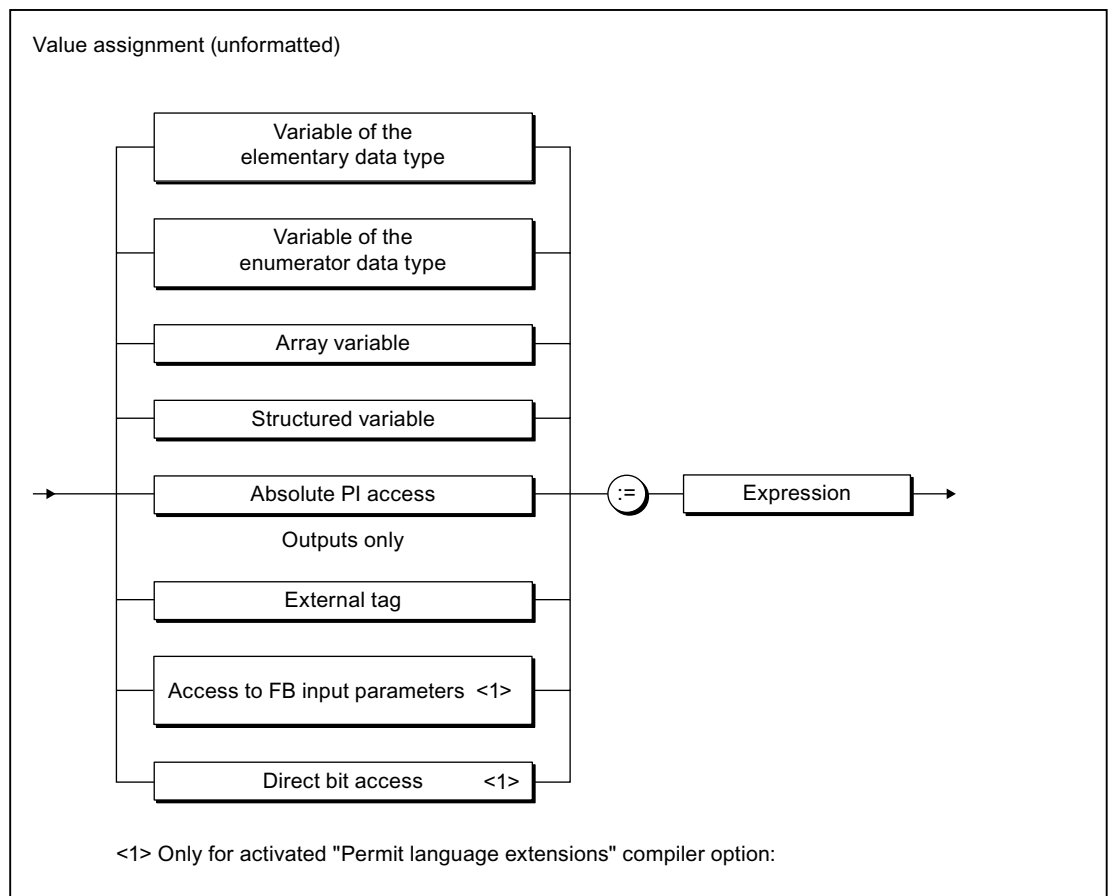 Value assignment (unformatted)
Variable of the
elementary data type
Variable of the
enumerator data type
Array variable
Structured variable
Absolute PI access
:=
Expression
Outputs only
External tag
Access to FB input parameters <1>
Direct bit access <1>
<1> Only for activated "Permit language extensions" compiler option: